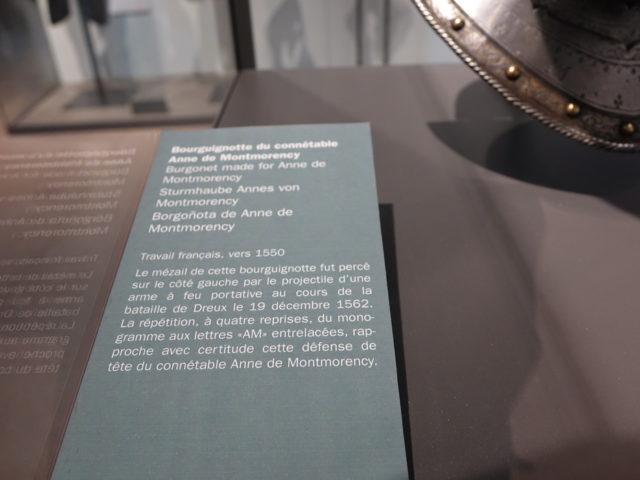 Bourguignotte du connétable
Anne de Montmorency
Burgonet made for Anne de
Montmorency
Sturmhaube Annes von
Montmorency
Borgoñota de Anne de
Montmorency
Travail français, vers 1550
Le mézail de cette bourguignotte fut percé
sur le côté gauche par le projectile d'une
arme à feu portative au cours de la
bataille de Dreux le 19 décembre 1562.
La répétition, à quatre reprises, du mono-
gramme aux lettres «AM» entrelacées, rap-
proche avec certitude cette défense de
tête du connétable Anne de Montmorency.